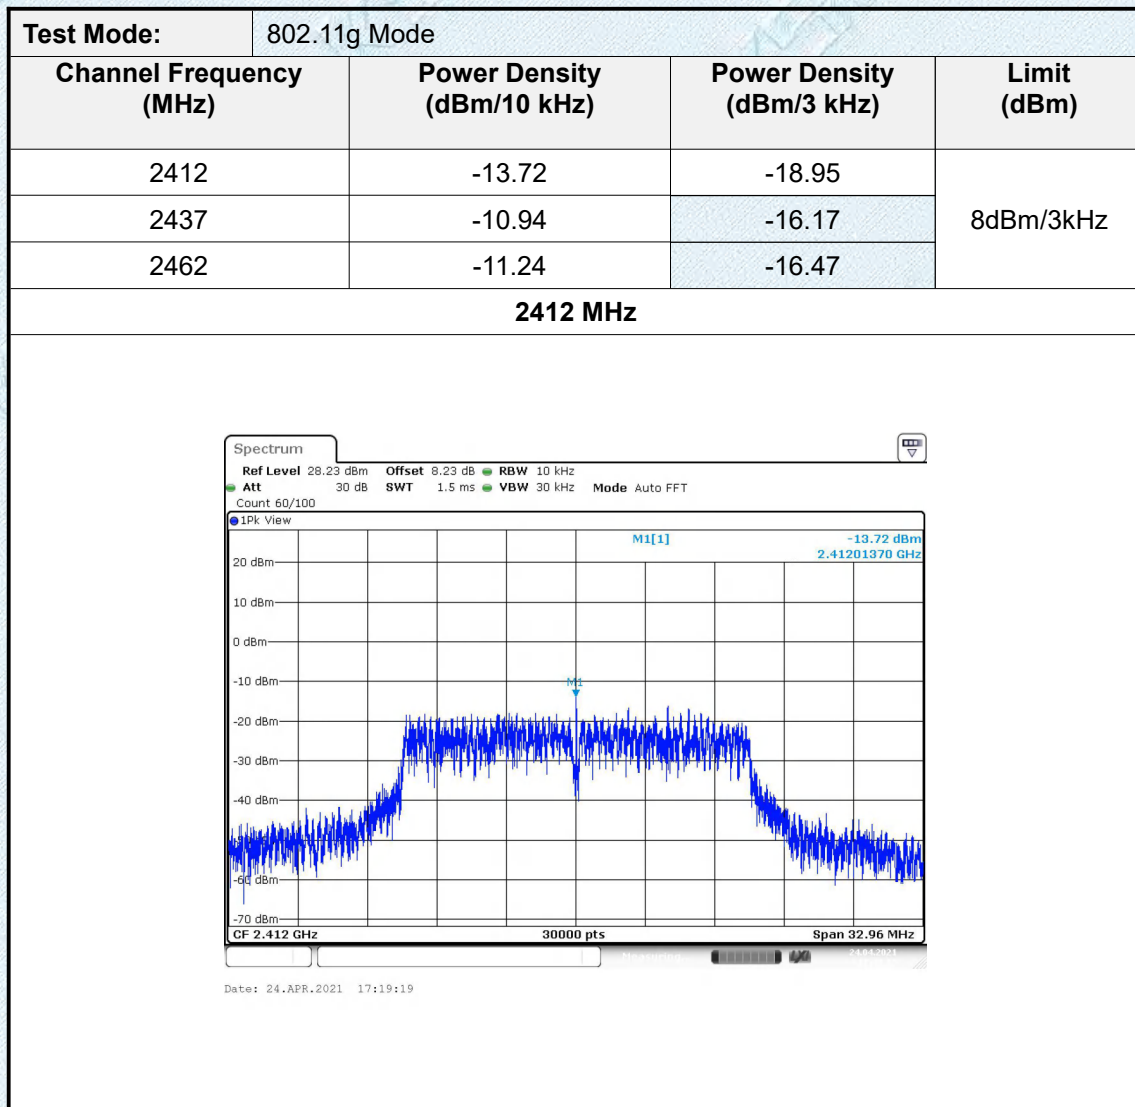 Test Mode: 802.11g Mode
Channel Frequency (MHz) Power Density (dBm/10 kHz) Power Density (dBm/3 kHz) Limit (dBm)
2412 -13.72 -18.95 8dBm/3kHz
2437 -10.94 -16.17
2462 -11.24 -16.47
2412 MHz
Spectrum
Ref Level 28.23 dBm Offset 8.23 dB RBW 10 kHz
Att 30 dB SWT 1.5 ms VBW 30 kHz Mode Auto FFT
Count 60/100
1Pk View
M1[1] -13.72 dBm
2.41201370 GHz
20 dBm
10 dBm
0 dBm
-10 dBm
M1
-20 dBm
-30 dBm
-40 dBm
-60 dBm
-70 dBm
CF 2.412 GHz 30000 pts Span 32.96 MHz
Measuring 24.04.2021
Date: 24.APR.2021 17:19:19